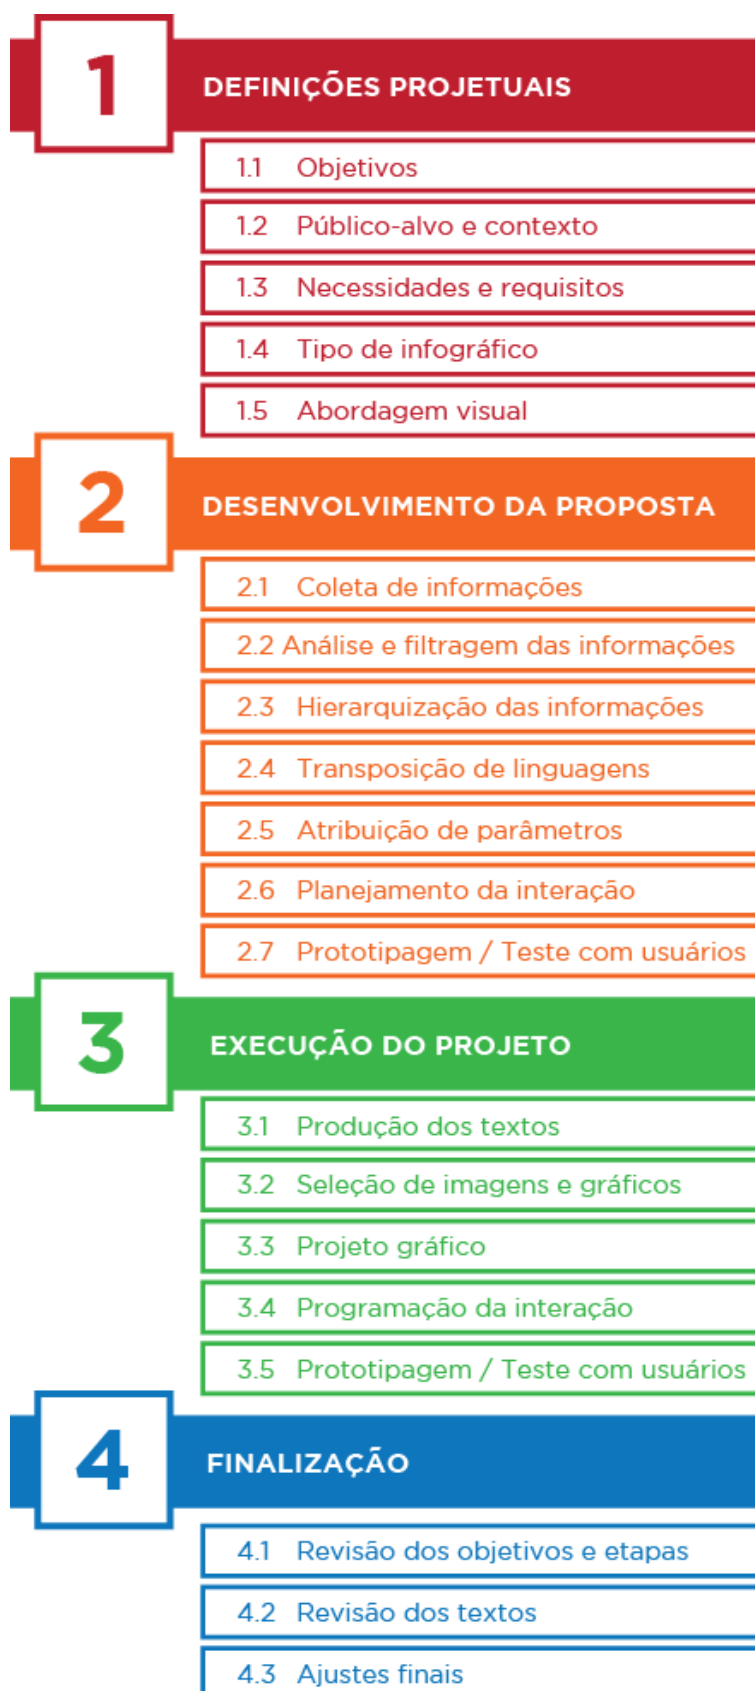 1 DEFINIÇÕES PROJETUAIS
1.1 Objetivos
1.2 Público-alvo e contexto
1.3 Necessidades e requisitos
1.4 Tipo de infográfico
1.5 Abordagem visual
2 DESENVOLVIMENTO DA PROPOSTA
2.1 Coleta de informações
2.2 Análise e filtragem das informações
2.3 Hierarquização das informações
2.4 Transposição de linguagens
2.5 Atribuição de parâmetros
2.6 Planejamento da interação
2.7 Prototipagem / Teste com usuários
3 EXECUÇÃO DO PROJETO
3.1 Produção dos textos
3.2 Seleção de imagens e gráficos
3.3 Projeto gráfico
3.4 Programação da interação
3.5 Prototipagem / Teste com usuários
4 FINALIZAÇÃO
4.1 Revisão dos objetivos e etapas
4.2 Revisão dos textos
4.3 Ajustes finais